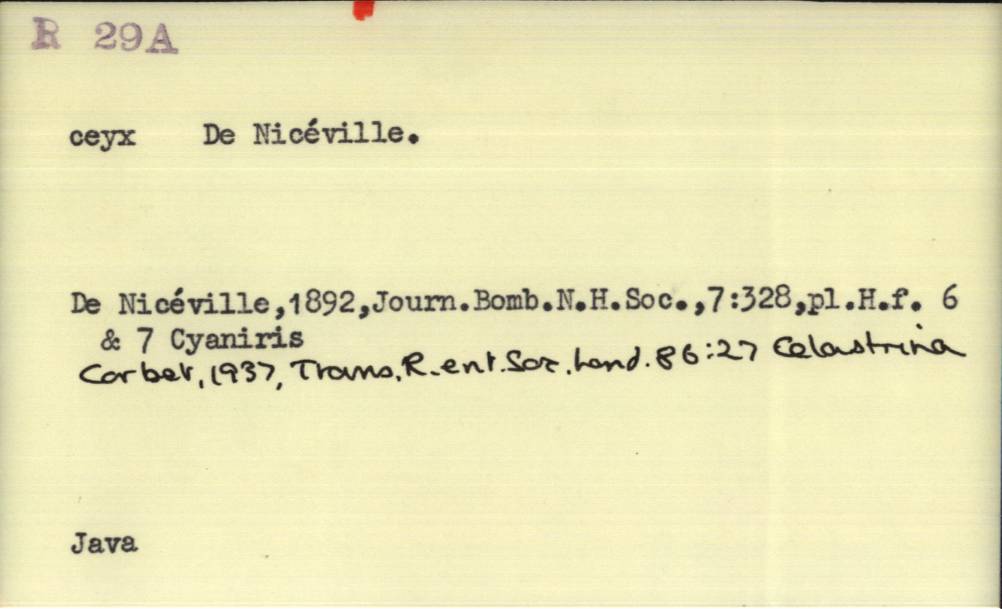 R 29A
ceyx De Nicéville.
De Nicéville,1892,Journ.Bomb.N.H.Soc.,7:328,pl.H.f. 6
& 7 Cyaniris
Corbet, 1937, Trans. R. ent. Soc. Lond. 86:27 Celastrina
Java